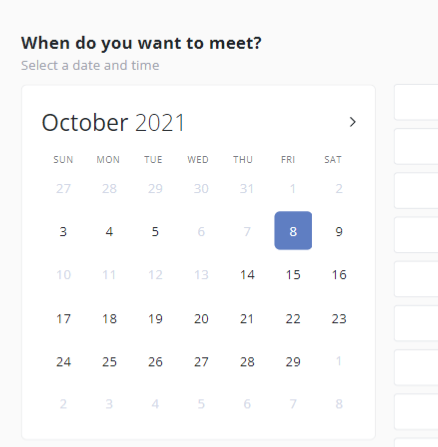 When do you want to meet?
Select a date and time
October 2021
SUN MON TUE WED THU FRI SAT
27 28 29 30 31 1 2
3 4 5 6 7 8 9
10 11 12 13 14 15 16
17 18 19 20 21 22 23
24 25 26 27 28 29 1
2 3 4 5 6 7 8